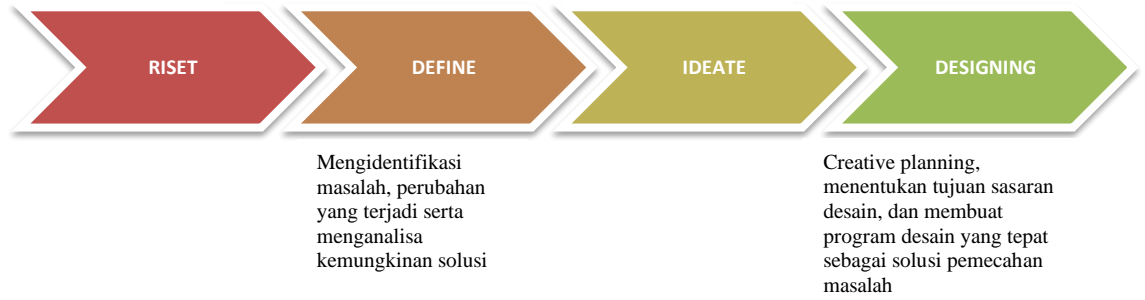 RISET
DEFINE
IDEATE
DESIGNING
Mengidentifikasi
masalah, perubahan
yang terjadi serta
menganalisa
kemungkinan solusi
Creative planning,
menentukan tujuan sasaran
desain, dan membuat
program desain yang tepat
sebagai solusi pemecahan
masalah